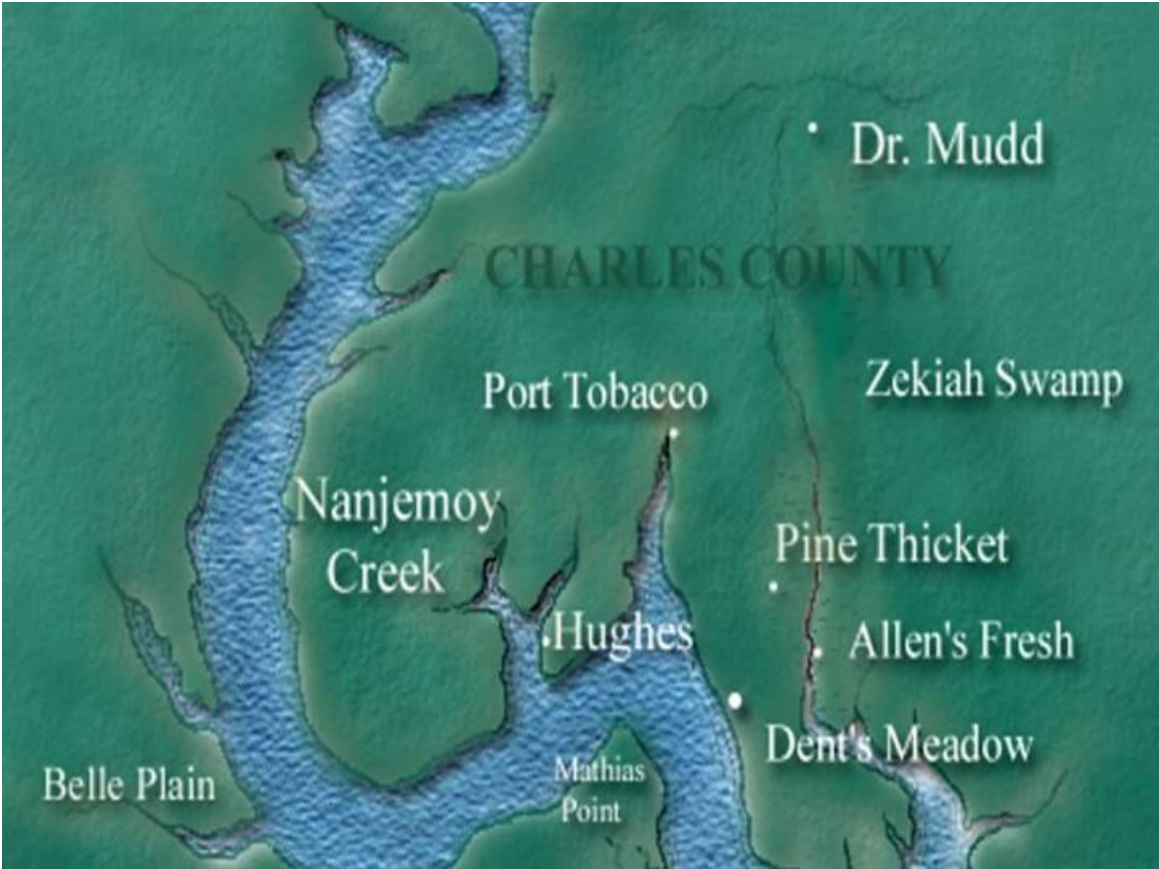 Dr. Mudd
CHARLES COUNTY
Zekiah Swamp
Port Tobacco
Nanjemoy
Creek
Pine Thicket
Hughes
Allen's Fresh
Dent's Meadow
Mathias
Point
Belle Plain